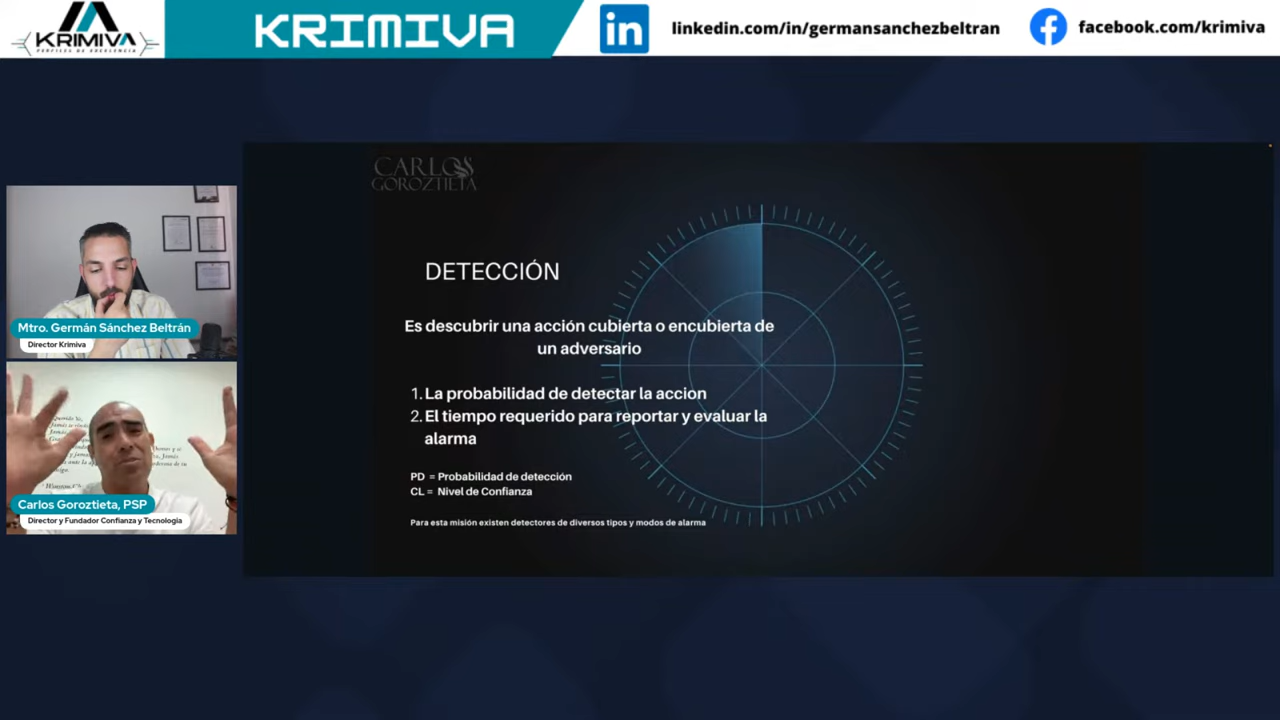 KRIMIVA
PERFILES DE EXCELENCIA
KRIMIVA
in
linkedin.com/in/germansanchezbeltran
facebook.com/krimiva
CARLOS
GOROZTIETA
DETECCIÓN
Es descubrir una acción cubierta o encubierta de
un adversario
1. La probabilidad de detectar la accion
2. El tiempo requerido para reportar y evaluar la
alarma
PD = Probabilidad de detección
CL = Nivel de Confianza
Para esta misión existen detectores de diversos tipos y modos de alarma
Mtro. Germán Sánchez Beltrán
Director Krimiva
Carlos Goroztieta, PSP
Director y Fundador Confianza y Tecnología